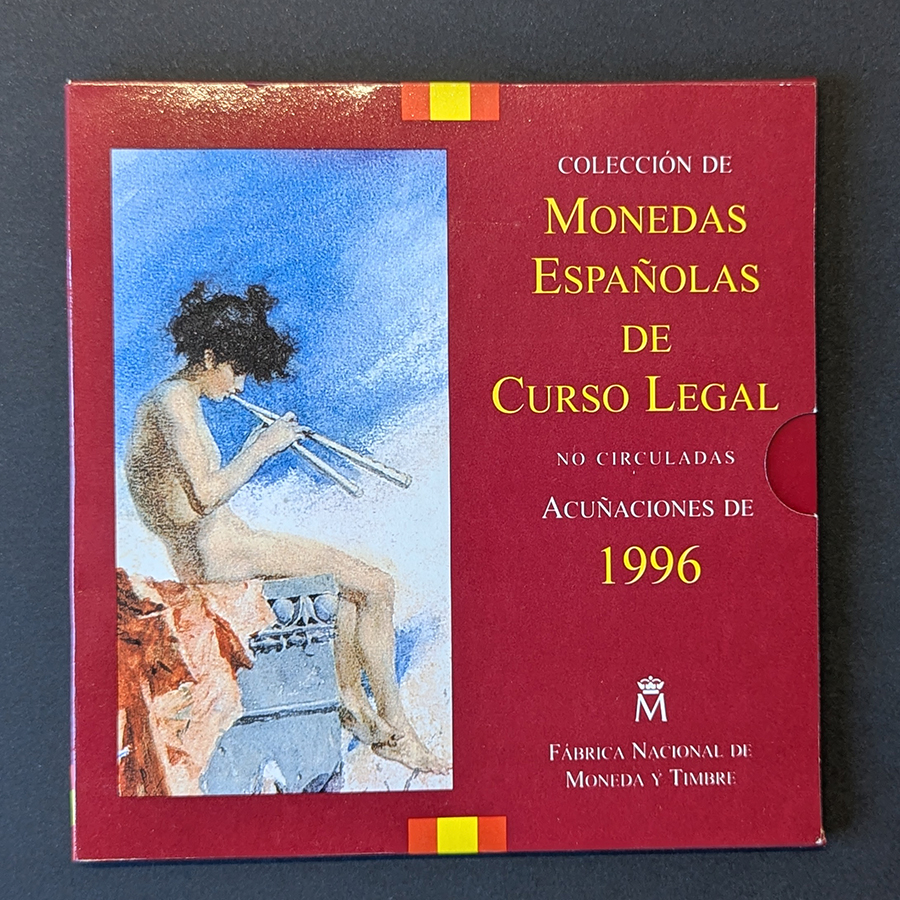 COLECCIÓN DE
MONEDAS
ESPAÑOLAS
DE
CURSO LEGAL
NO CIRCULADAS
ACUÑACIONES DE
1996
M
FÁBRICA NACIONAL DE
MONEDA Y TIMBRE